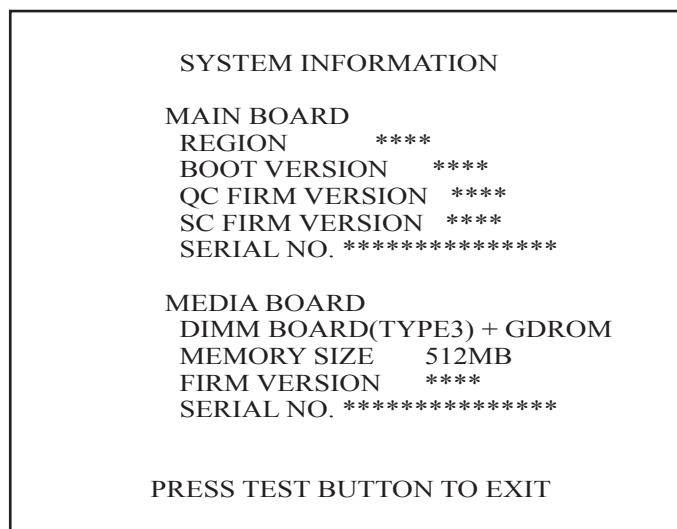 SYSTEM INFORMATION
MAIN BOARD
REGION ****
BOOT VERSION ****
QC FIRM VERSION ****
SC FIRM VERSION ****
SERIAL NO. ***************
MEDIA BOARD
DIMM BOARD(TYPE3) + GDROM
MEMORY SIZE 512MB
FIRM VERSION ****
SERIAL NO. ***************
PRESS TEST BUTTON TO EXIT